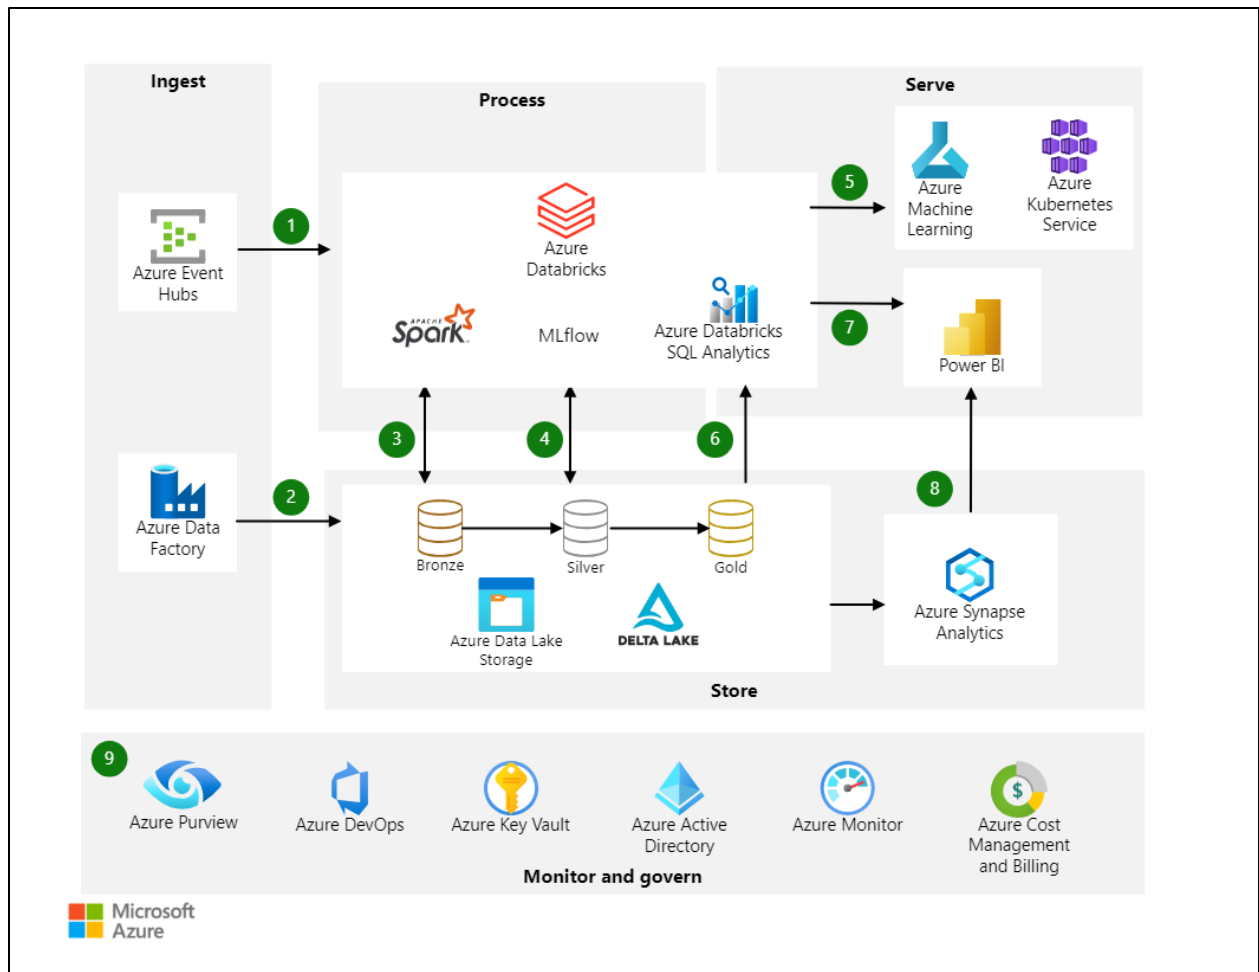 Ingest
Process
Serve
Azure Event
Hubs
1
Azure
Databricks
APACHE
Spark
MLflow
Azure Databricks
SQL Analytics
5
Azure
Machine
Learning
Azure
Kubernetes
Service
7
Power BI
3
4
6
8
Azure Data
Factory
2
Bronze
Silver
Gold
Azure Data Lake
Storage
DELTA LAKE
Azure Synapse
Analytics
Store
9
Azure Purview
Azure DevOps
Azure Key Vault
Azure Active
Directory
Azure Monitor
$
Azure Cost
Management
and Billing
Monitor and govern
Microsoft
Azure